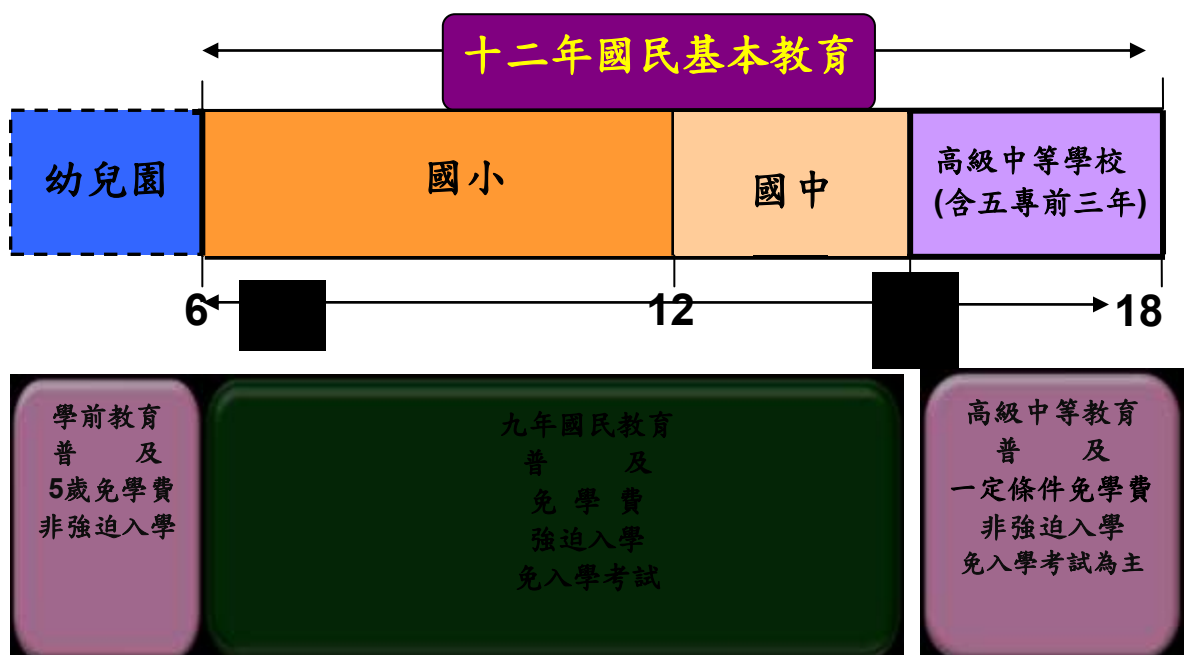 十二年國民基本教育
幼兒園
國小
國中
高級中等學校
(含五專前三年)
6
12
18
學前教育
普 及
5歲免學費
非強迫入學
九年國民教育
普 及
免 學 費
強迫入學
免入學考試
高級中等教育
普 及
一定條件免學費
非強迫入學
免入學考試為主